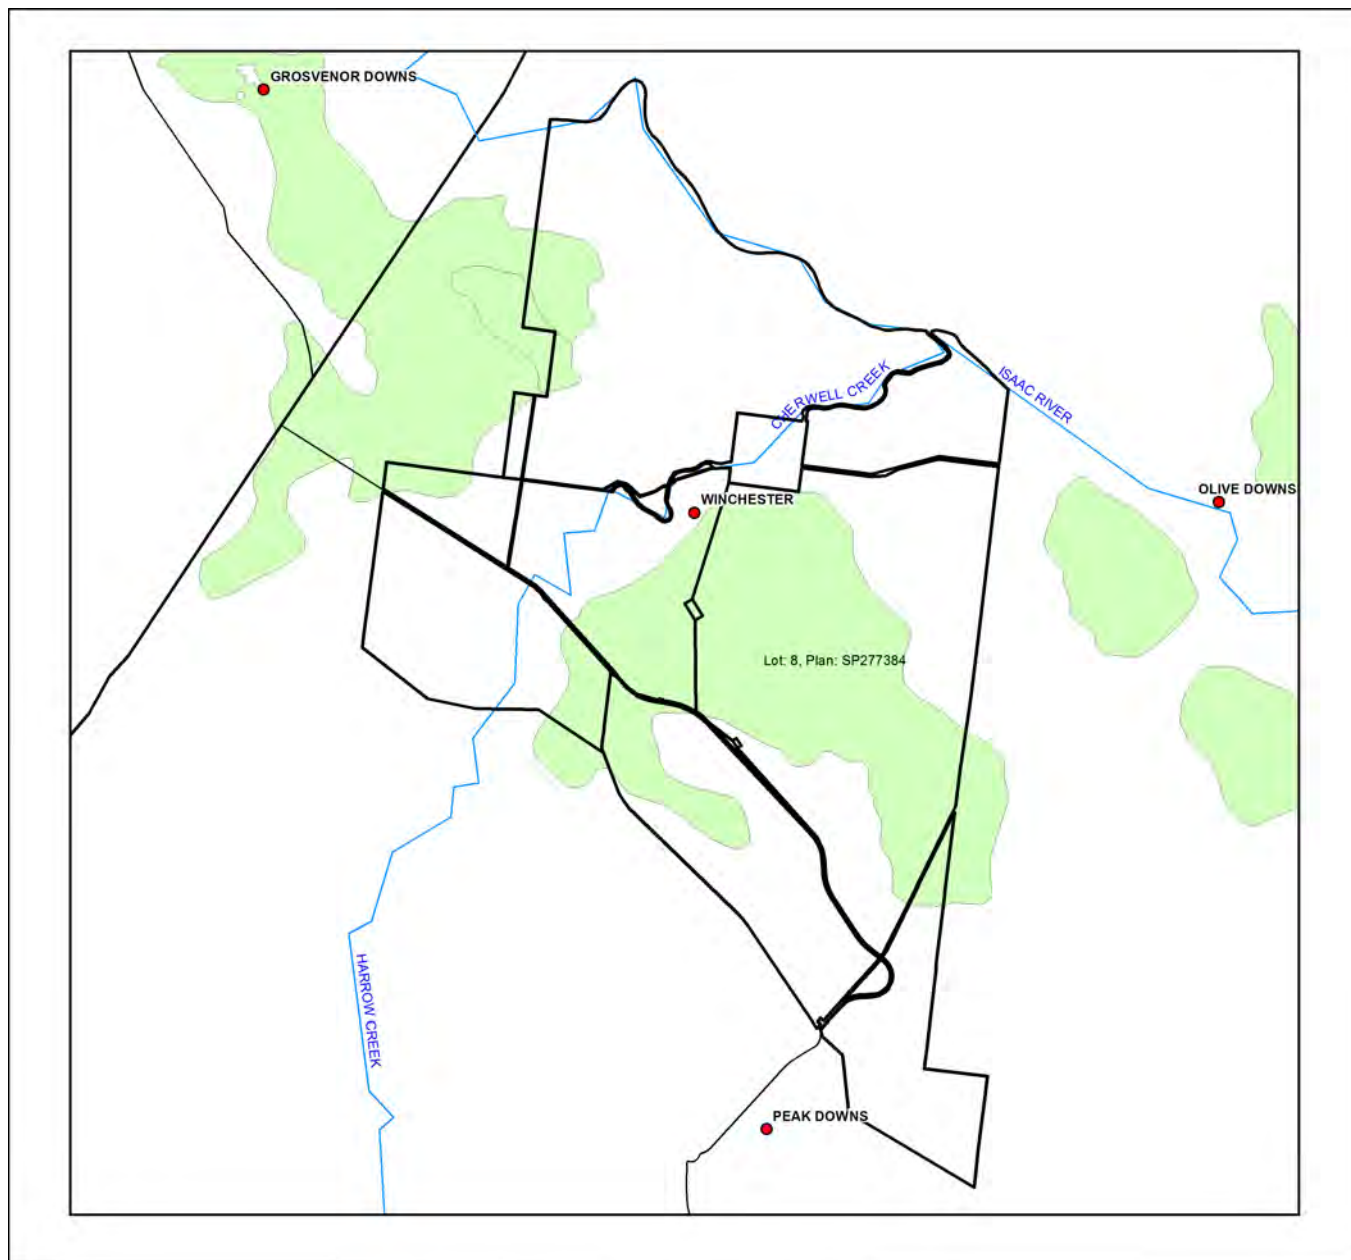 GROSVENOR DOWNS
CHERWELL CREEK
ISAAC RIVER
OLIVE DOWNS
WINCHESTER
Lot: 8, Plan: SP277384
HARROW CREEK
PEAK DOWNS